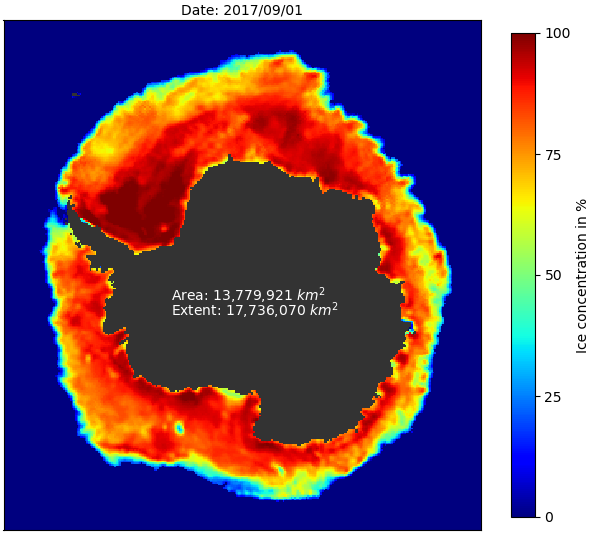 Date: 2017/09/01
100
75
50
25
0
Ice concentration in %
Area: 13,779,921 km²
Extent: 17,736,070 km²